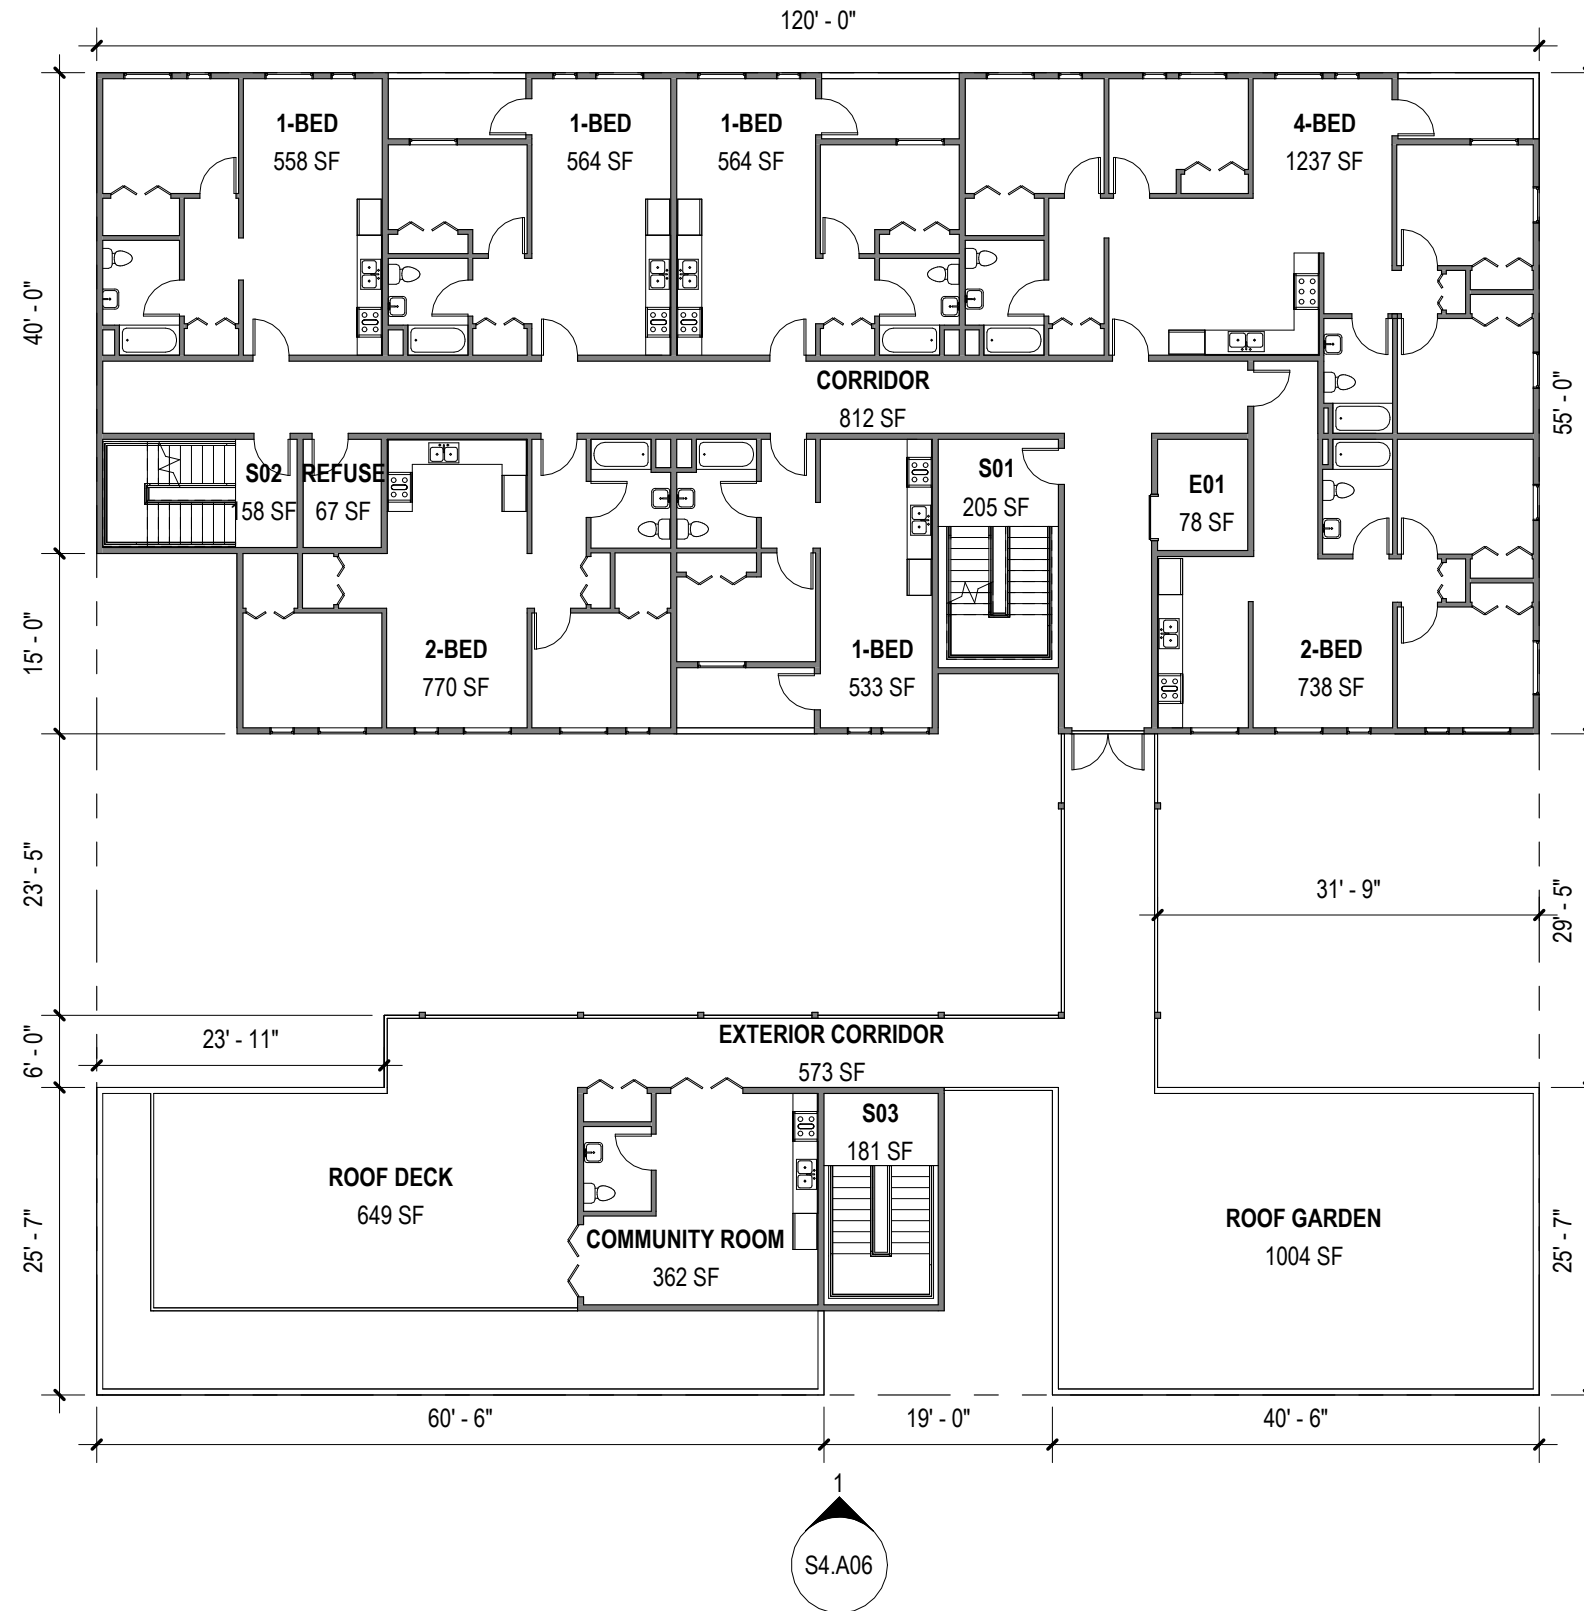 120' - 0"
1-BED
558 SF
1-BED
564 SF
1-BED
564 SF
4-BED
1237 SF
40' - 0"
55' - 0"
CORRIDOR
812 SF
S02
158 SF
REFUSE
67 SF
S01
205 SF
E01
78 SF
15' - 0"
2-BED
770 SF
1-BED
533 SF
2-BED
738 SF
23' - 5"
31' - 9"
29' - 5"
6' - 0"
23' - 11"
EXTERIOR CORRIDOR
573 SF
S03
181 SF
ROOF DECK
649 SF
COMMUNITY ROOM
362 SF
ROOF GARDEN
1004 SF
25' - 7"
25' - 7"
60' - 6"
19' - 0"
40' - 6"
1
S4.A06